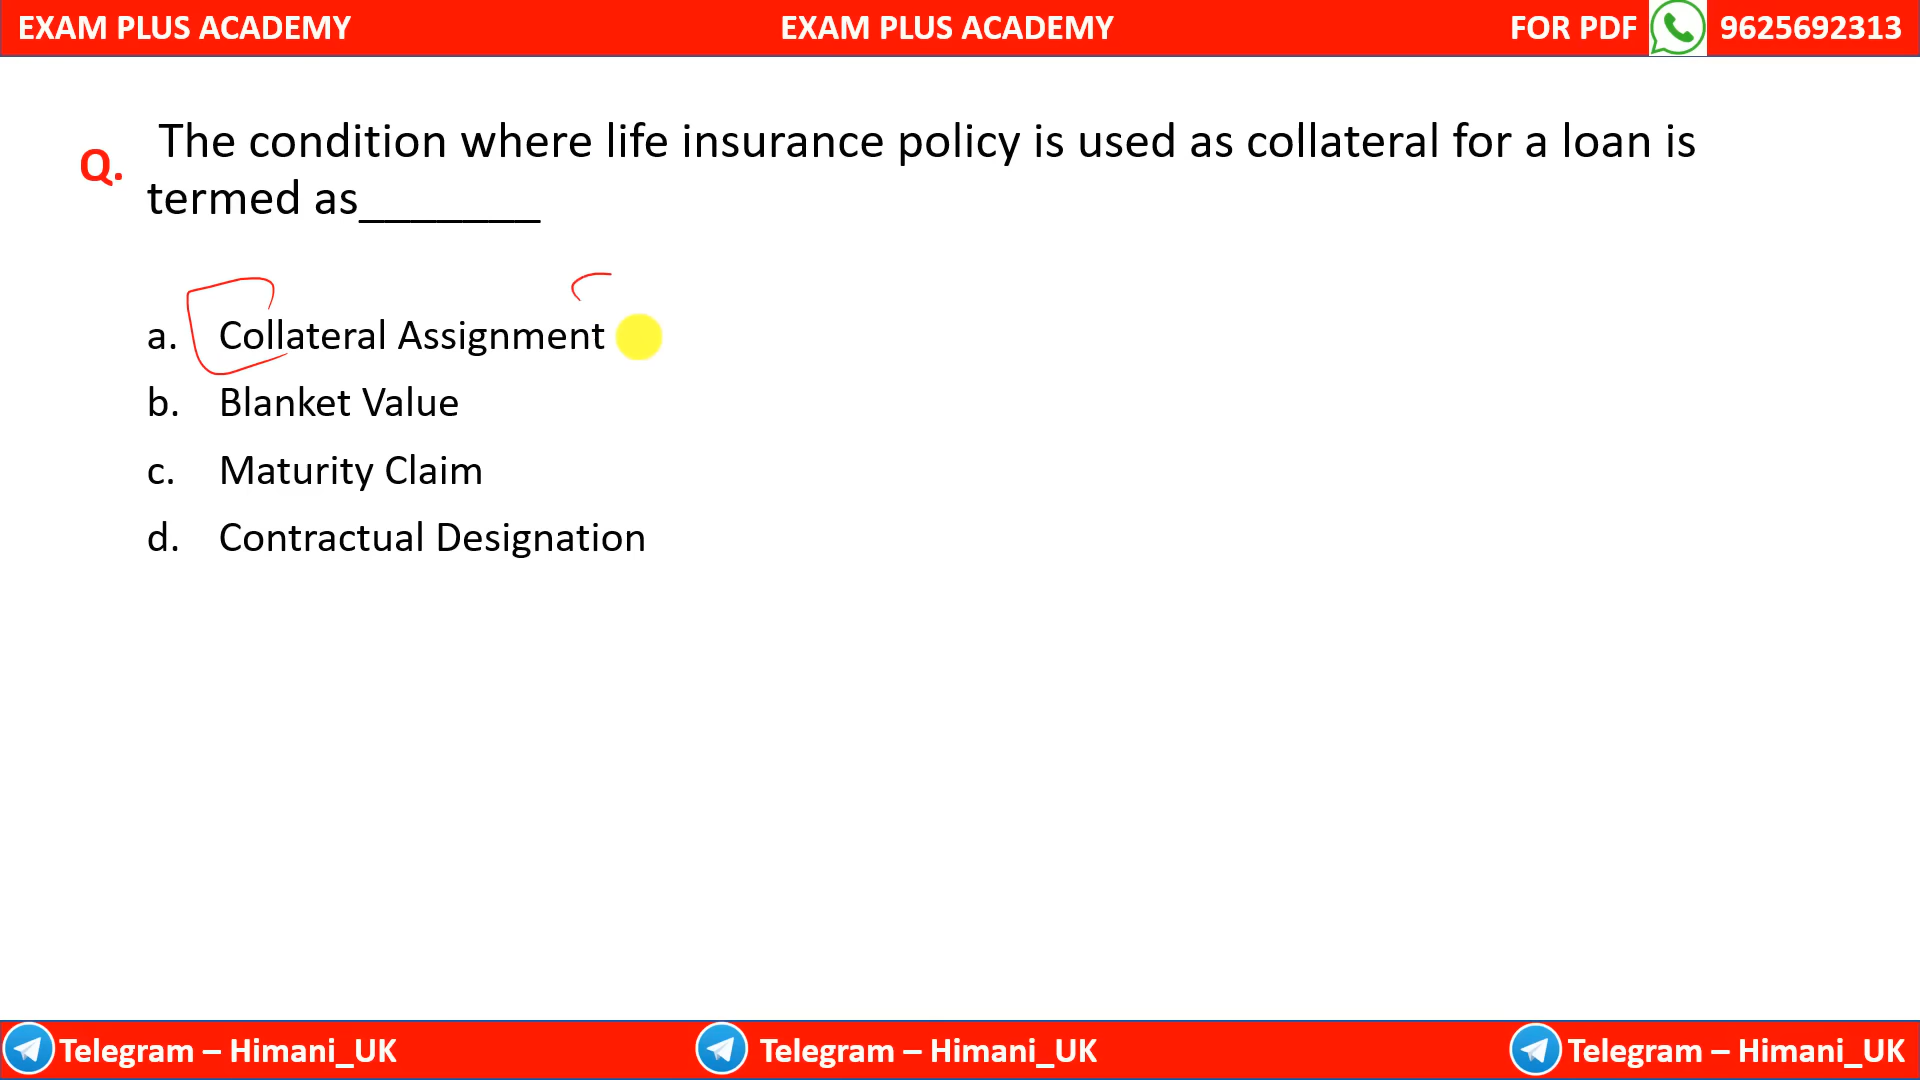 EXAM PLUS ACADEMY EXAM PLUS ACADEMY FOR PDF 9625692313
Q. The condition where life insurance policy is used as collateral for a loan is
termed as_______
a. Collateral Assignment
b. Blanket Value
c. Maturity Claim
d. Contractual Designation
Telegram – Himani_UK Telegram – Himani_UK Telegram – Himani_UK